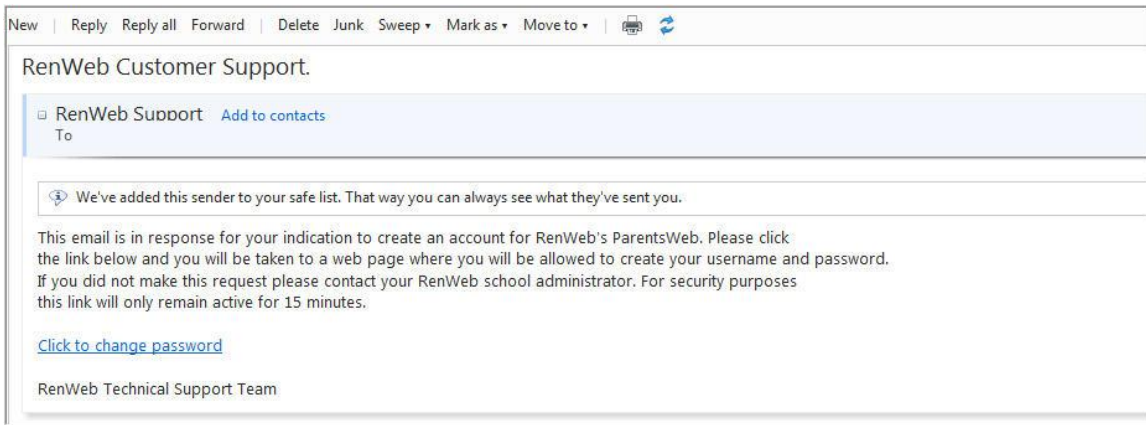 New | Reply Reply all Forward | Delete Junk Sweep Mark as Move to |
RenWeb Customer Support.
RenWeb Support Add to contacts
To
We've added this sender to your safe list. That way you can always see what they've sent you.
This email is in response for your indication to create an account for RenWeb's ParentsWeb. Please click
the link below and you will be taken to a web page where you will be allowed to create your username and password.
If you did not make this request please contact your RenWeb school administrator. For security purposes
this link will only remain active for 15 minutes.
Click to change password
RenWeb Technical Support Team